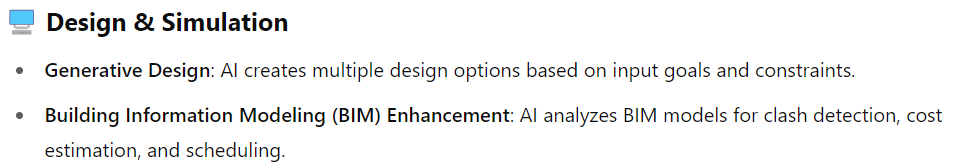 Design & Simulation
Generative Design: AI creates multiple design options based on input goals and constraints.
Building Information Modeling (BIM) Enhancement: AI analyzes BIM models for clash detection, cost
estimation, and scheduling.